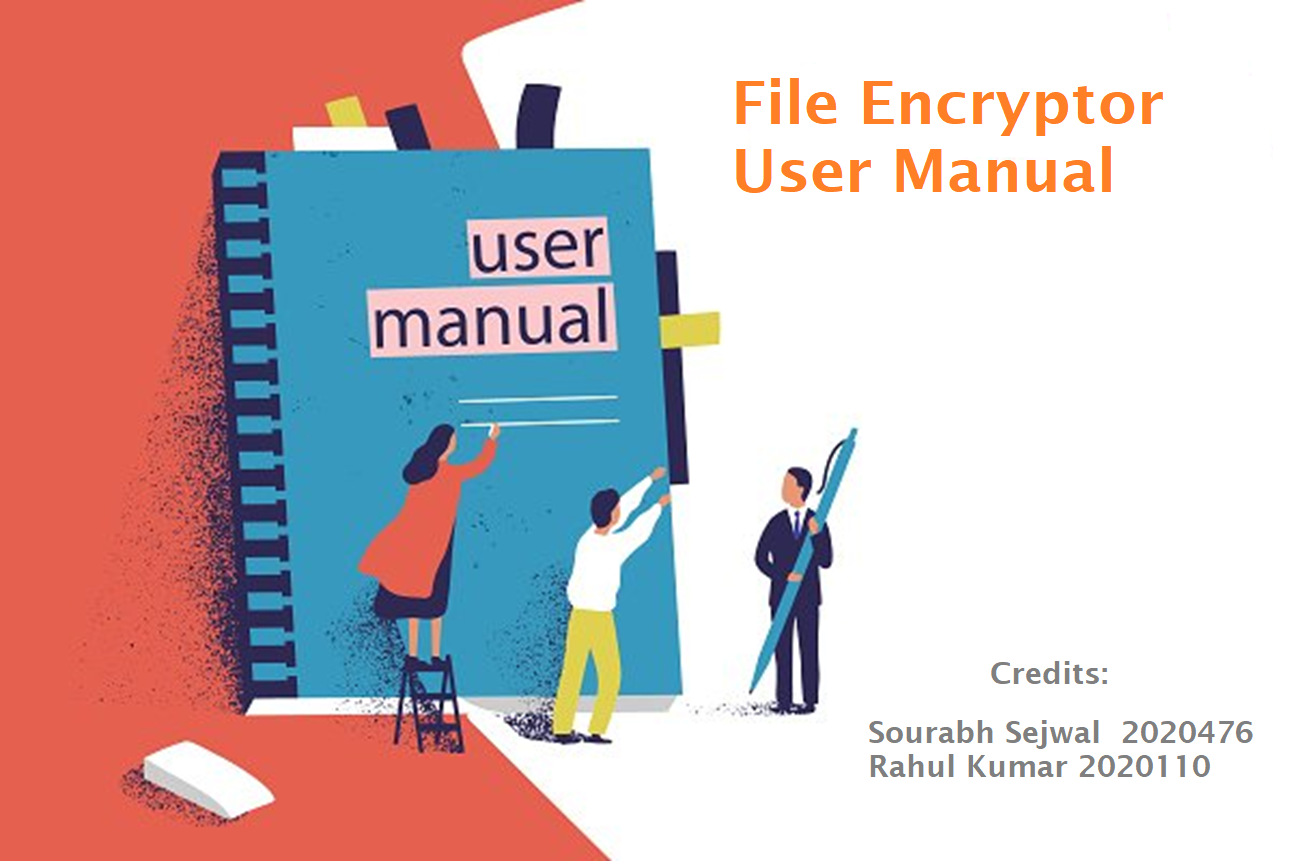 File Encryptor
User Manual
user
manual
Credits:
Sourabh Sejwal 2020476
Rahul Kumar 2020110